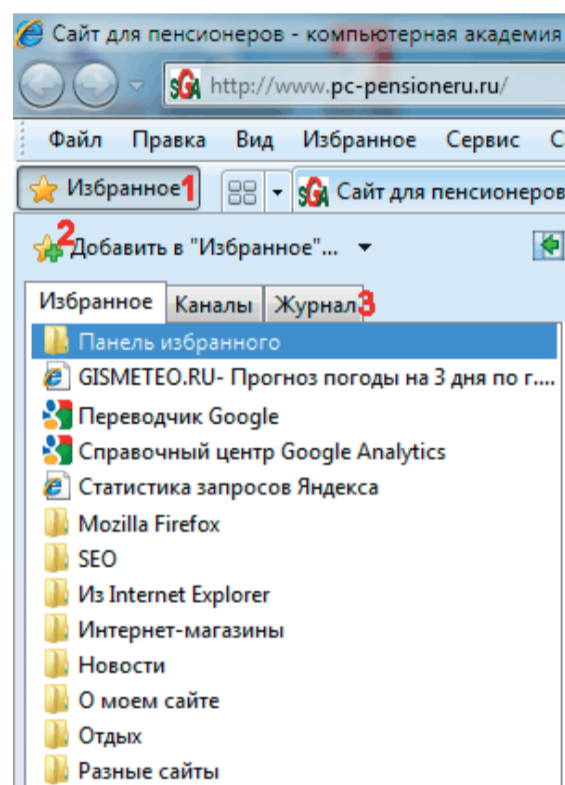 Сайт для пенсионеров - компьютерная академия
SGA http://www.pc-pensioneru.ru/
Файл Правка Вид Избранное Сервис С
Избранное 1 SGA Сайт для пенсионеров
2 Добавить в "Избранное"...
Избранное Каналы Журнал 3
Панель избранного
GISMETEO.RU- Прогноз погоды на 3 дня по г....
Переводчик Google
Справочный центр Google Analytics
Статистика запросов Яндекса
Mozilla Firefox
SEO
Из Internet Explorer
Интернет-магазины
Новости
О моем сайте
Отдых
Разные сайты